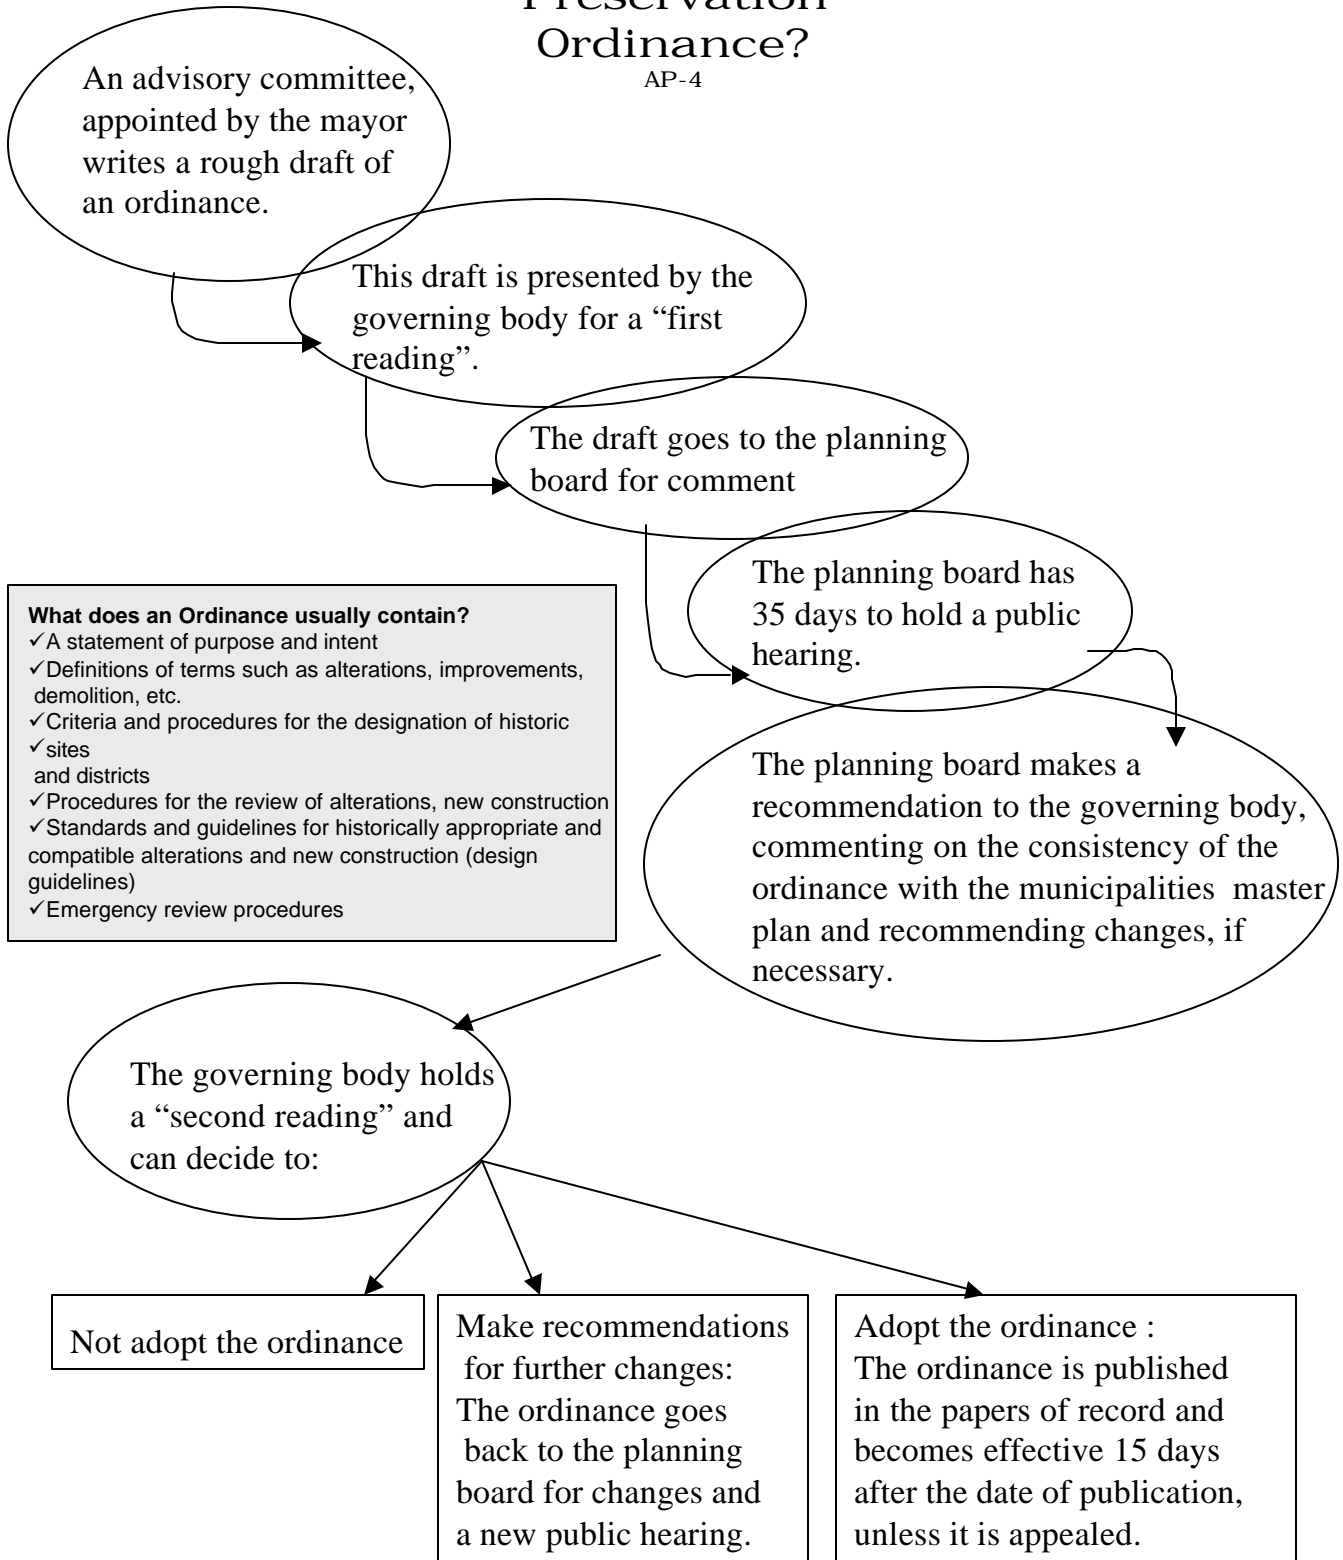 Preservation
Ordinance?
AP-4
An advisory committee,
appointed by the mayor
writes a rough draft of
an ordinance.
This draft is presented by the
governing body for a “first
reading”.
The draft goes to the planning
board for comment
The planning board has
35 days to hold a public
hearing.
What does an Ordinance usually contain?
✓A statement of purpose and intent
✓Definitions of terms such as alterations, improvements,
demolition, etc.
✓Criteria and procedures for the designation of historic
✓sites
and districts
✓Procedures for the review of alterations, new construction
✓Standards and guidelines for historically appropriate and
compatible alterations and new construction (design
guidelines)
✓Emergency review procedures
The planning board makes a
recommendation to the governing body,
commenting on the consistency of the
ordinance with the municipalities  master
plan and recommending changes, if
necessary.
The governing body holds
a “second reading” and
can decide to:
Not adopt the ordinance
Make recommendations
for further changes:
The ordinance goes
back to the planning
board for changes and
a new public hearing.
Adopt the ordinance :
The ordinance is published
in the papers of record and
becomes effective 15 days
after the date of publication,
unless it is appealed.